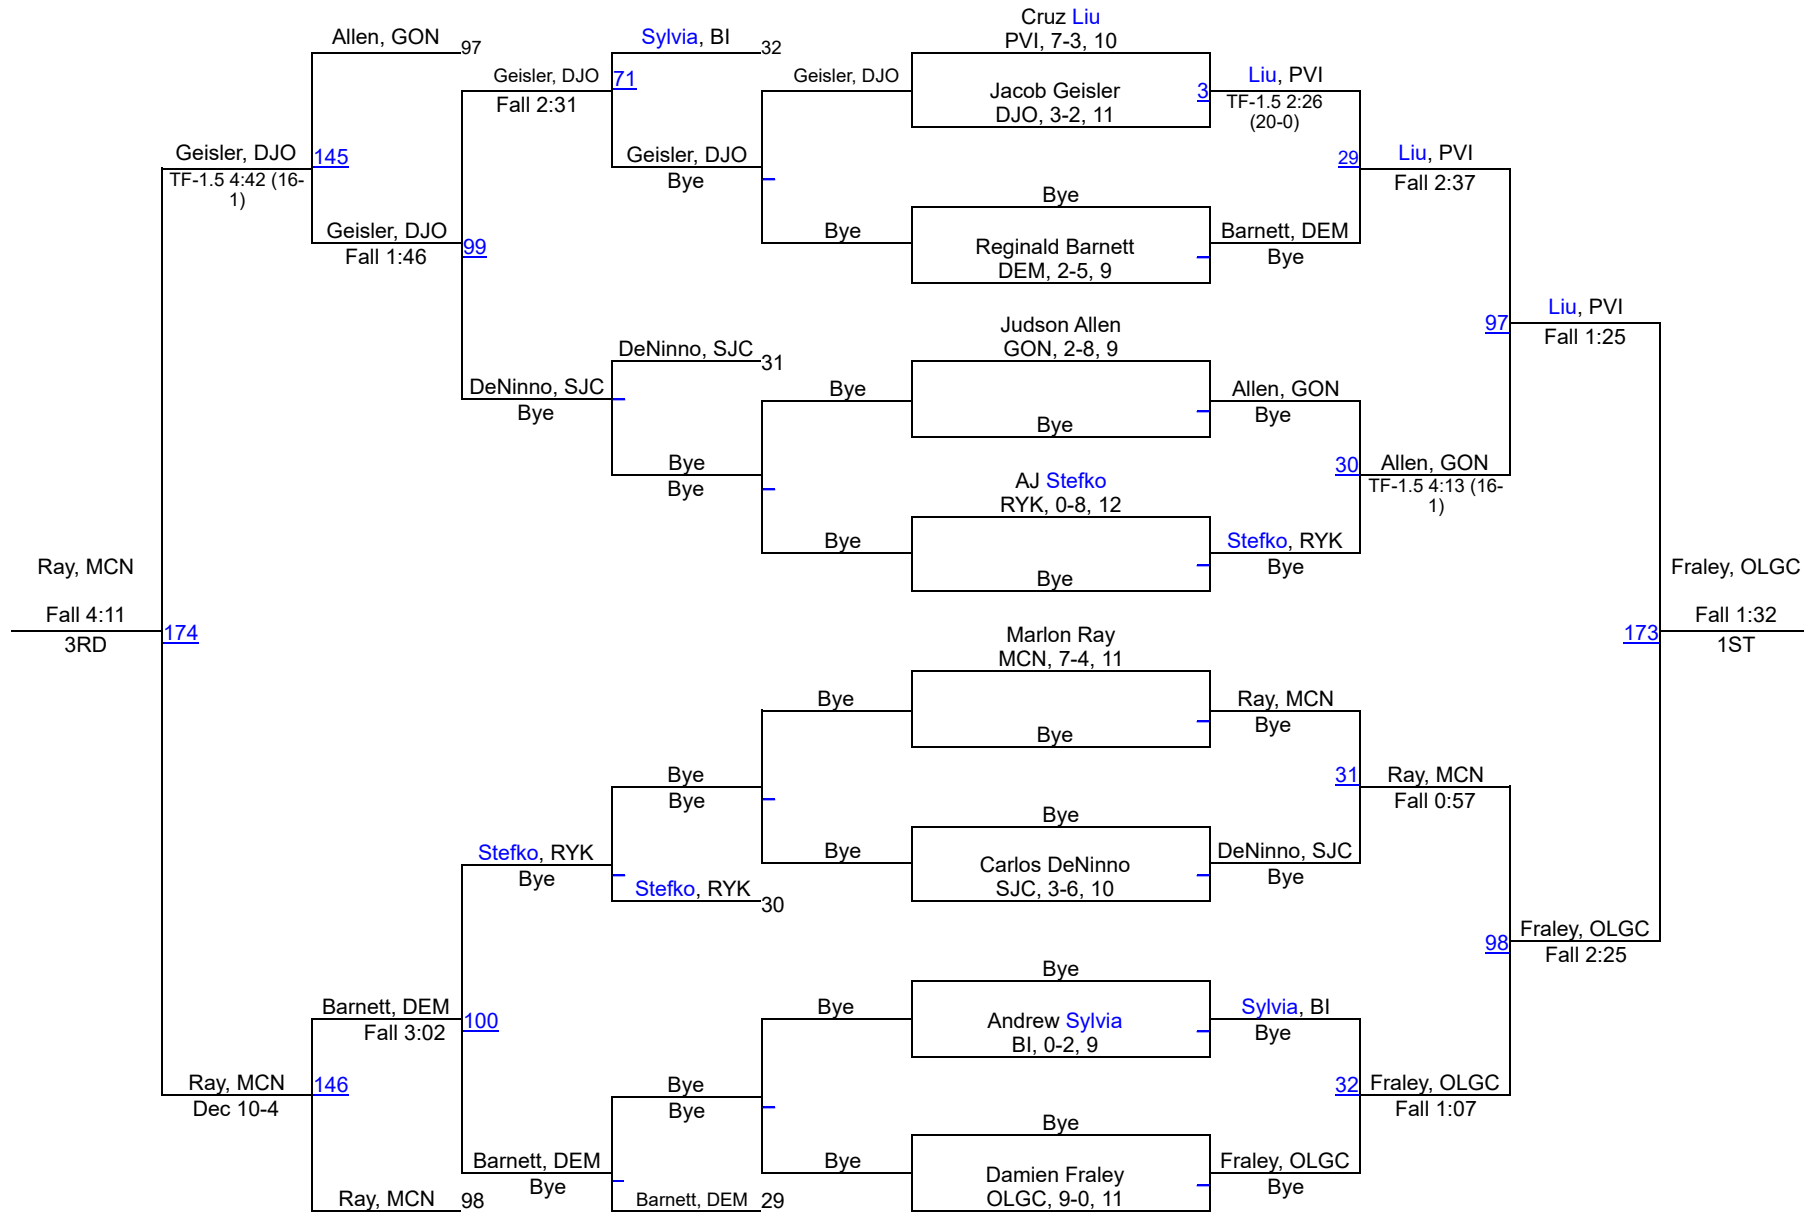 Cruz Liu
PVI, 7-3, 10
Allen, GON
97
Sylvia, BI
32
Geisler, DJO
71
Fall 2:31
Geisler, DJO
Jacob Geisler
DJO, 3-2, 11
3
Liu, PVI
TF-1.5 2:26
(20-0)
Geisler, DJO
145
TF-1.5 4:42 (16-
1)
Geisler, DJO
Bye
29
Liu, PVI
Fall 2:37
Bye
Geisler, DJO
Fall 1:46
99
Bye
Reginald Barnett
DEM, 2-5, 9
Barnett, DEM
Bye
Judson Allen
GON, 2-8, 9
97
Liu, PVI
Fall 1:25
DeNinno, SJC
31
DeNinno, SJC
Bye
Bye
Bye
Allen, GON
Bye
Bye
Bye
30
Allen, GON
TF-1.5 4:13 (16-
1)
AJ Stefko
RYK, 0-8, 12
Bye
Bye
Stefko, RYK
Bye
Ray, MCN
Fall 4:11
3RD
174
173
Fraley, OLGC
Fall 1:32
1ST
Marlon Ray
MCN, 7-4, 11
Bye
Bye
Ray, MCN
Bye
Bye
Bye
31
Ray, MCN
Fall 0:57
Bye
Bye
Carlos DeNinno
SJC, 3-6, 10
DeNinno, SJC
Bye
Stefko, RYK
Bye
Stefko, RYK
30
98
Fraley, OLGC
Fall 2:25
Bye
Barnett, DEM
Fall 3:02
100
Bye
Andrew Sylvia
BI, 0-2, 9
Sylvia, BI
Bye
Ray, MCN
146
Dec 10-4
Bye
Bye
32
Fraley, OLGC
Fall 1:07
Bye
Barnett, DEM
Bye
Bye
Damien Fraley
OLGC, 9-0, 11
Fraley, OLGC
Bye
Ray, MCN
98
Barnett, DEM
29